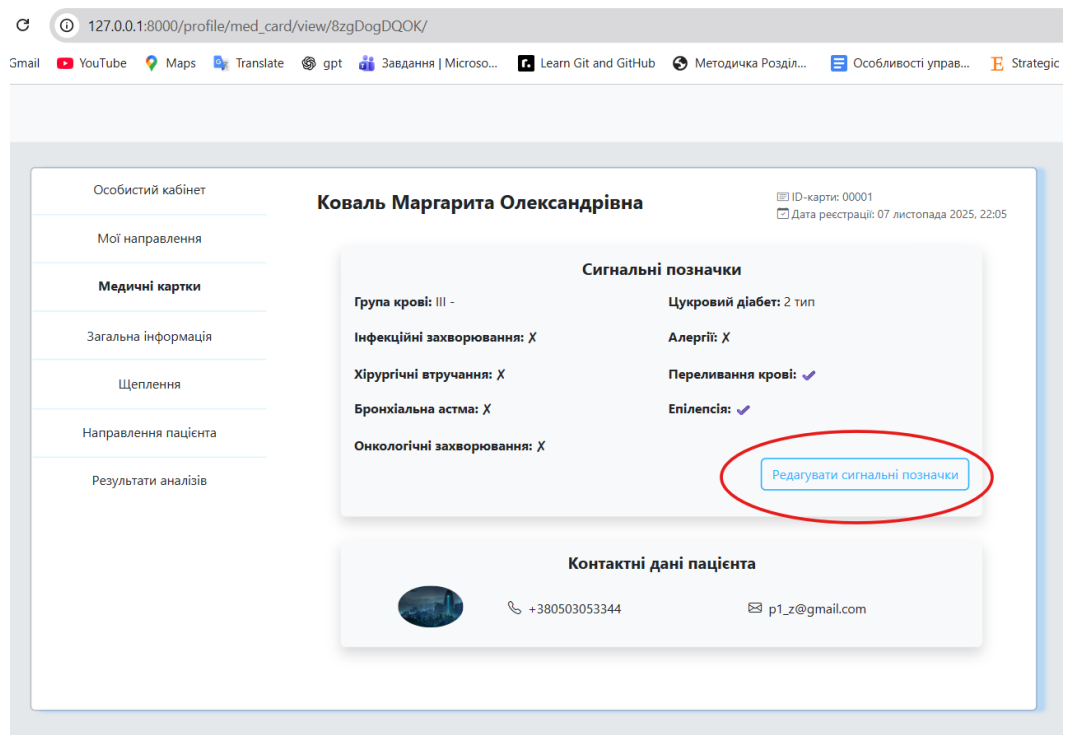 127.0.0.1:8000/profile/med_card/view/8zgDogDQOK/
Gmail YouTube Maps Translate gpt Завдання | Microso... Learn Git and GitHub Методичка Розділ... Особливості управ... Strategic
Особистий кабінет
Мої направлення
Медичні картки
Загальна інформація
Щеплення
Направлення пацієнта
Результати аналізів
Коваль Маргарита Олександрівна
ID-карти: 00001
Дата реєстрації: 07 листопада 2025, 22:05
Сигнальні позначки
Група крові: III - Цукровий діабет: 2 тип
Інфекційні захворювання: ✗ Алергії: ✗
Хірургічні втручання: ✗ Переливання крові: ✔
Бронхіальна астма: ✗ Епілепсія: ✔
Онкологічні захворювання: ✗
Редагувати сигнальні позначки
Контактні дані пацієнта
+380503053344 p1_z@gmail.com